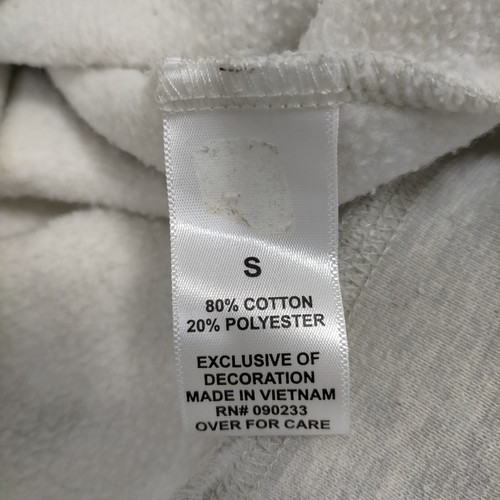 S
80% COTTON
20% POLYESTER
EXCLUSIVE OF
DECORATION
MADE IN VIETNAM
RN# 090233
OVER FOR CARE